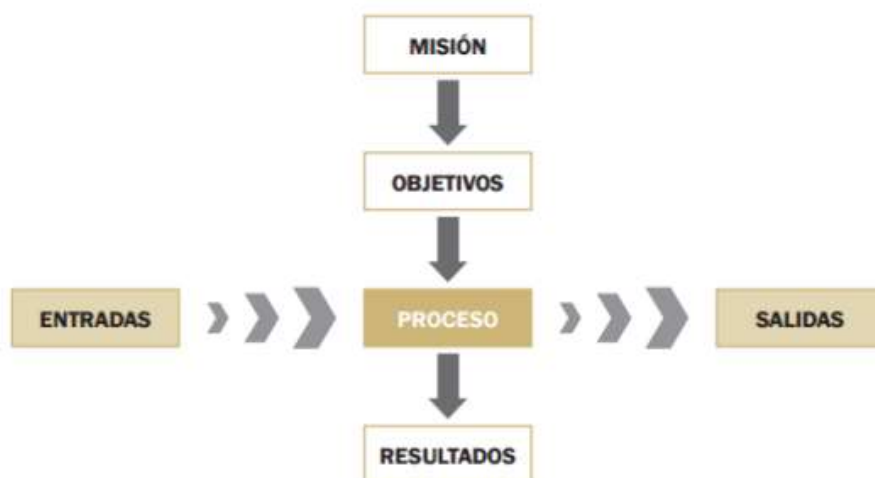 MISIÓN
OBJETIVOS
ENTRADAS
PROCESO
SALIDAS
RESULTADOS